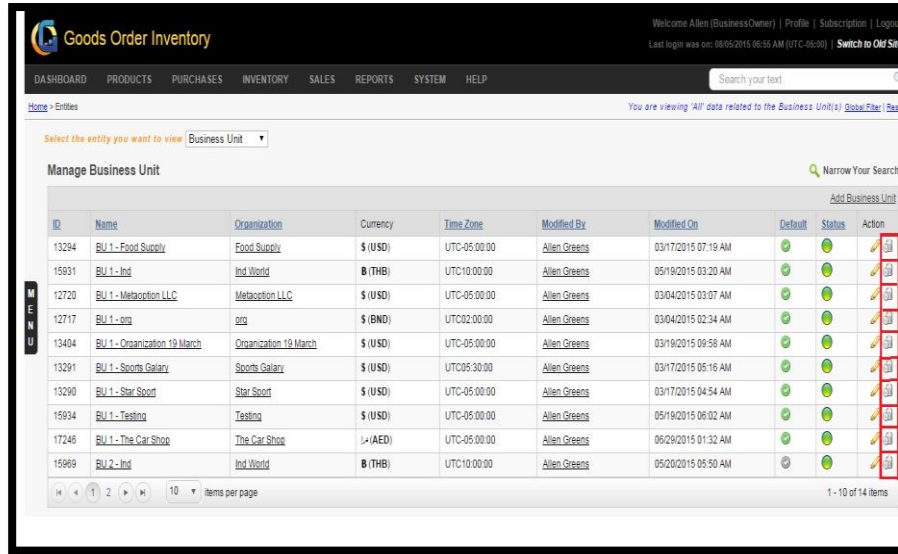 Welcome Allen (BusinessOwner) | Profile | Subscription | Logou
Goods Order Inventory
Last login was on: 08/05/2015 06:55 AM (UTC-05:00) | Switch to Old Site
DASHBOARD PRODUCTS PURCHASES INVENTORY SALES REPORTS SYSTEM HELP Search your text
Home > Entities You are viewing 'All' data related to the Business Unit(s) Global Filter | Res
Select the entity you want to view Business Unit
Manage Business Unit Narrow Your Search
Add Business Unit
ID Name Organization Currency Time Zone Modified By Modified On Default Status Action
13294 BU 1 - Food Supply Food Supply $ (USD) UTC-05:00:00 Allen Greens 03/17/2015 07:19 AM
15931 BU 1 - Ind Ind World B (THB) UTC10:00:00 Allen Greens 05/19/2015 03:20 AM
12720 BU 1 - Metaoption LLC Metaoption LLC $ (USD) UTC-05:00:00 Allen Greens 03/04/2015 03:07 AM
12717 BU 1 - org org $ (BND) UTC02:00:00 Allen Greens 03/04/2015 02:34 AM
13404 BU 1 - Organization 19 March Organization 19 March $ (USD) UTC-05:00:00 Allen Greens 03/19/2015 09:58 AM
13291 BU 1 - Sports Galary Sports Galary $ (USD) UTC05:30:00 Allen Greens 03/17/2015 05:16 AM
13290 BU 1 - Star Sport Star Sport $ (USD) UTC-05:00:00 Allen Greens 03/17/2015 04:54 AM
15934 BU 1 - Testing Testing $ (USD) UTC-05:00:00 Allen Greens 05/19/2015 06:02 AM
17246 BU 1 - The Car Shop The Car Shop (AED) UTC-05:00:00 Allen Greens 06/29/2015 01:32 AM
15969 BU 2 - Ind Ind World B (THB) UTC10:00:00 Allen Greens 05/20/2015 05:50 AM
1 2 10 items per page 1 - 10 of 14 items
MENU